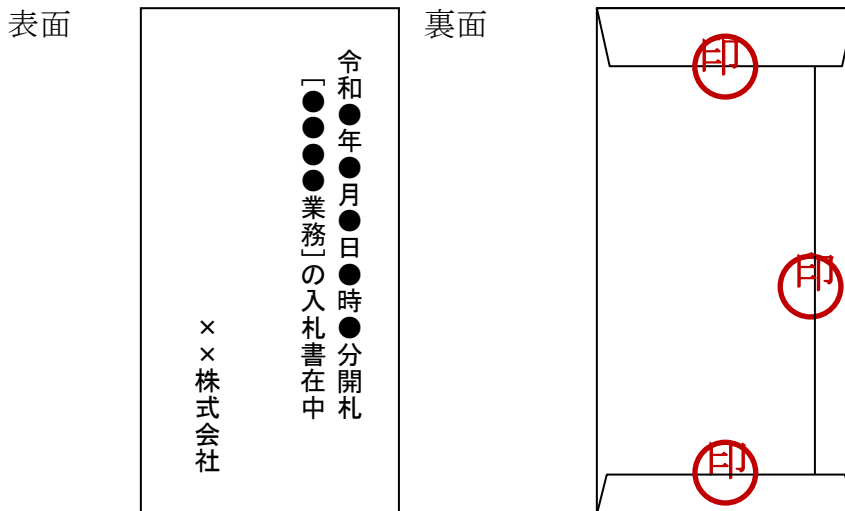 表面
令和●年●月●日●時●分開札
［●●●●業務］の入札書在中
××株式会社
裏面
印
印
印